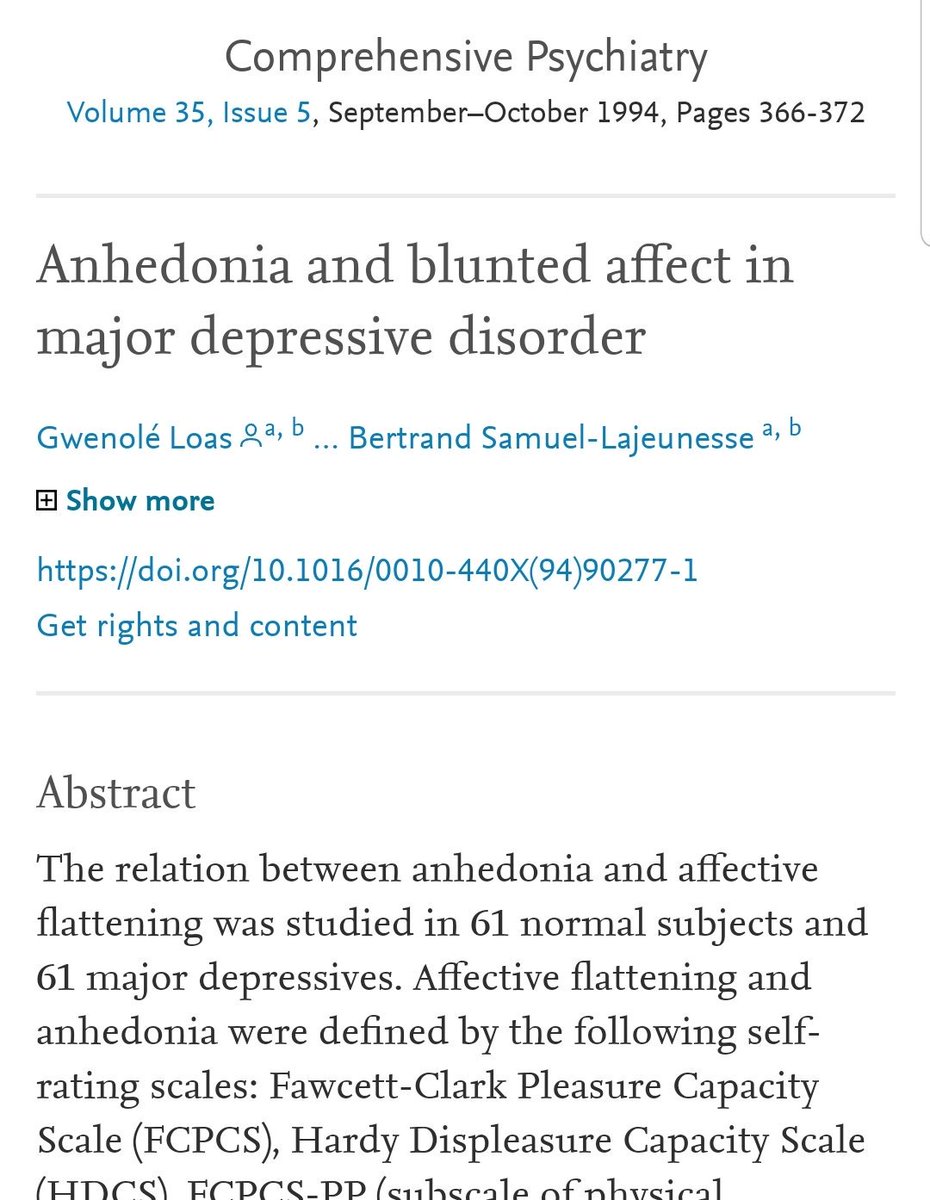 Comprehensive Psychiatry
Volume 35, Issue 5, September–October 1994, Pages 366-372
Anhedonia and blunted affect in
major depressive disorder
Gwenolé Loas a, b ... Bertrand Samuel-Lajeunesse a, b
Show more
https://doi.org/10.1016/0010-440X(94)90277-1
Get rights and content
Abstract
The relation between anhedonia and affective
flattening was studied in 61 normal subjects and
61 major depressives. Affective flattening and
anhedonia were defined by the following self-
rating scales: Fawcett-Clark Pleasure Capacity
Scale (FCPCS), Hardy Displeasure Capacity Scale
(HDCS), FCPCS-PP (subscale of physical